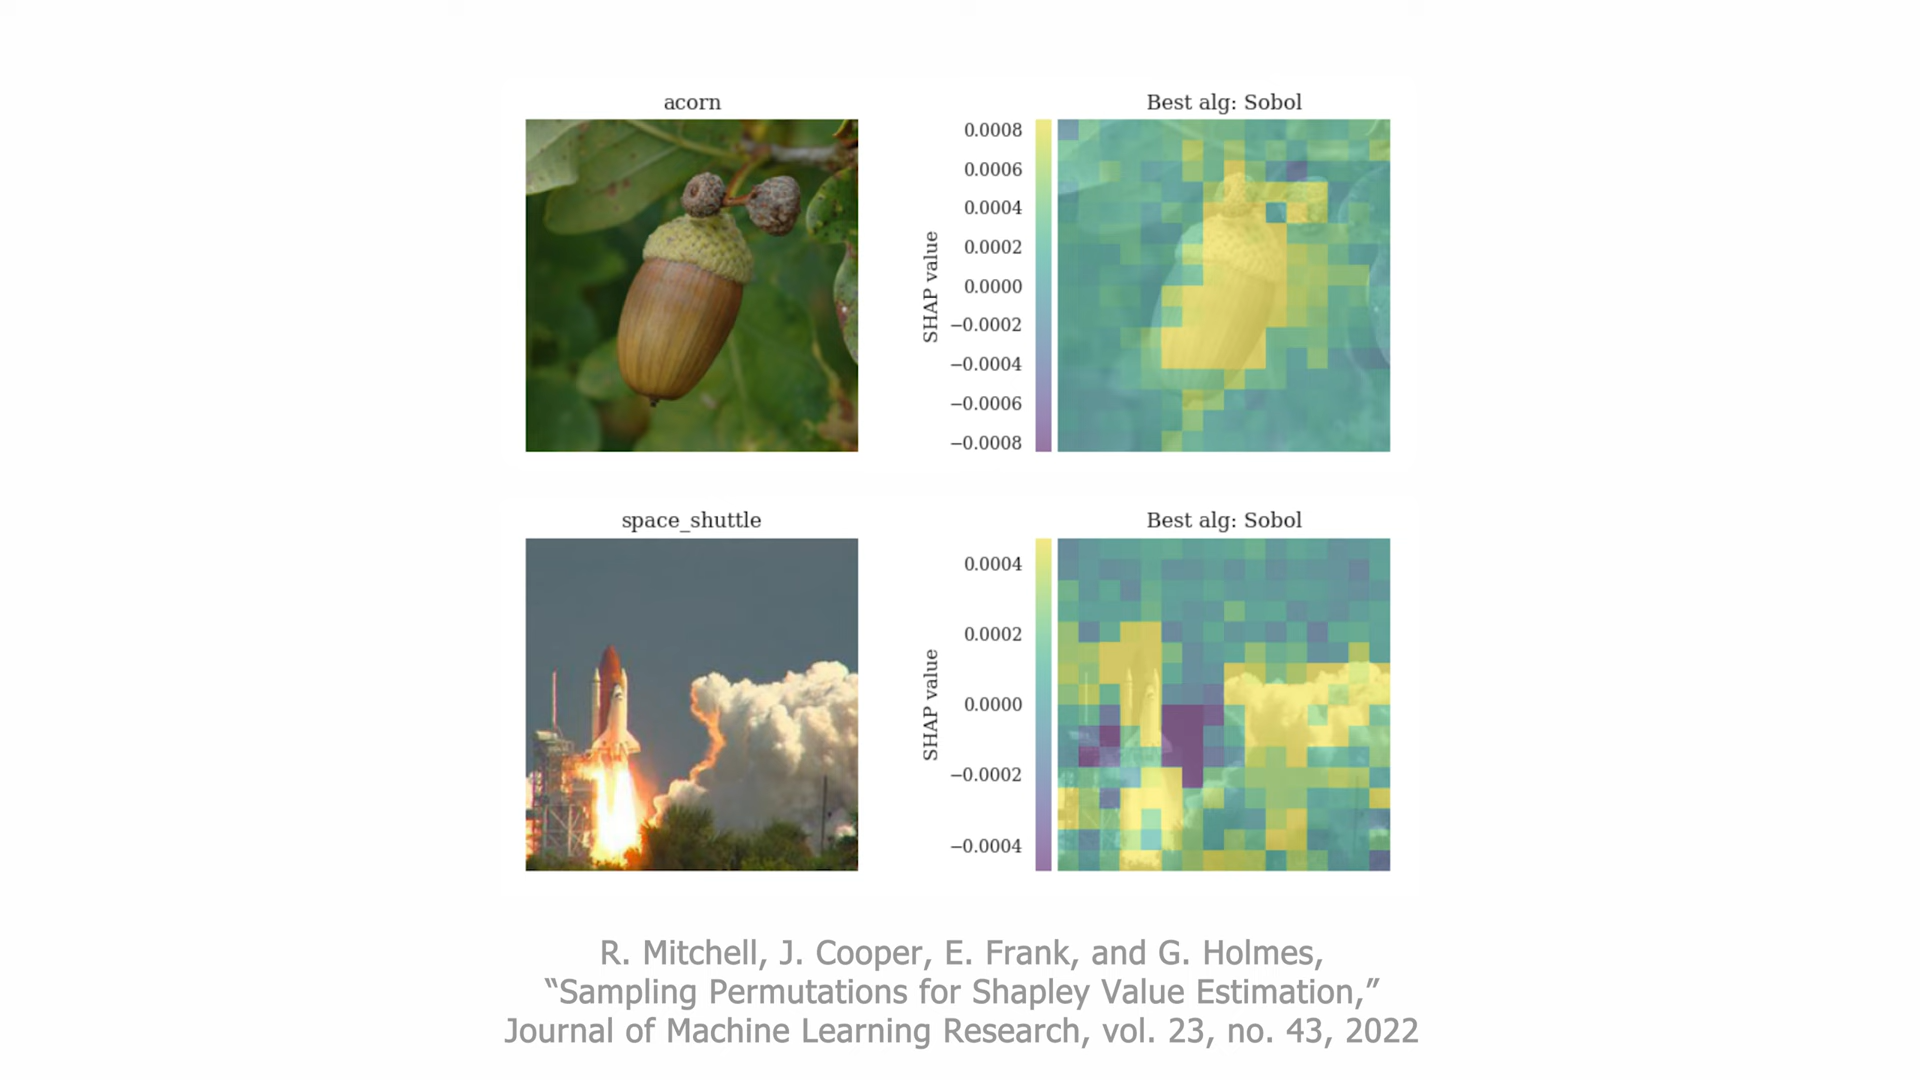 acorn
Best alg: Sobol
SHAP value
0.0008
0.0006
0.0004
0.0002
0.0000
−0.0002
−0.0004
−0.0006
−0.0008
space_shuttle
Best alg: Sobol
SHAP value
0.0004
0.0002
0.0000
−0.0002
−0.0004
R. Mitchell, J. Cooper, E. Frank, and G. Holmes,
“Sampling Permutations for Shapley Value Estimation,”
Journal of Machine Learning Research, vol. 23, no. 43, 2022